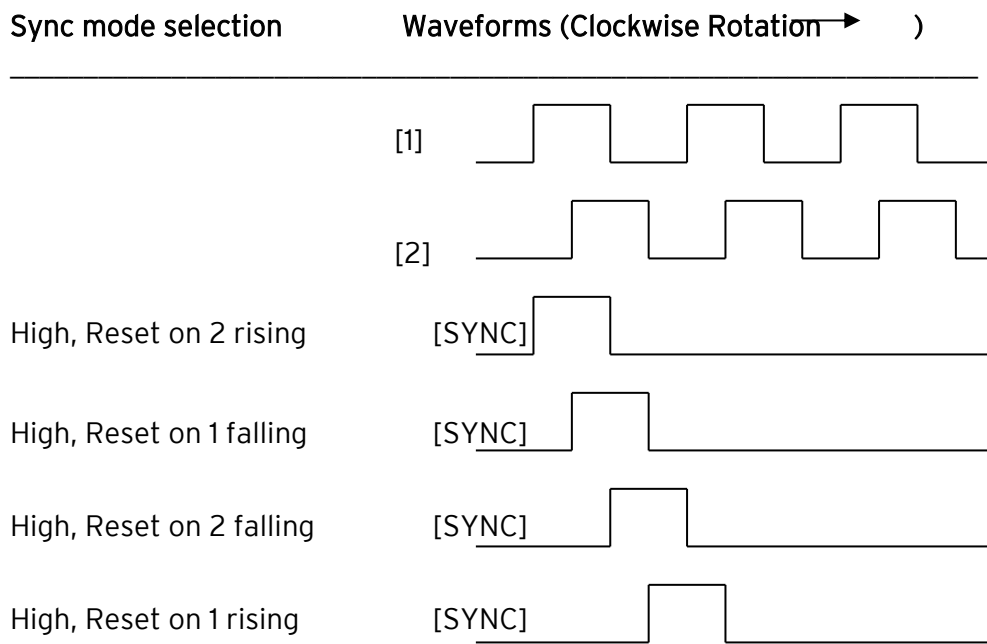 Sync mode selection Waveforms (Clockwise Rotation )
[1]
[2]
High, Reset on 2 rising [SYNC]
High, Reset on 1 falling [SYNC]
High, Reset on 2 falling [SYNC]
High, Reset on 1 rising [SYNC]